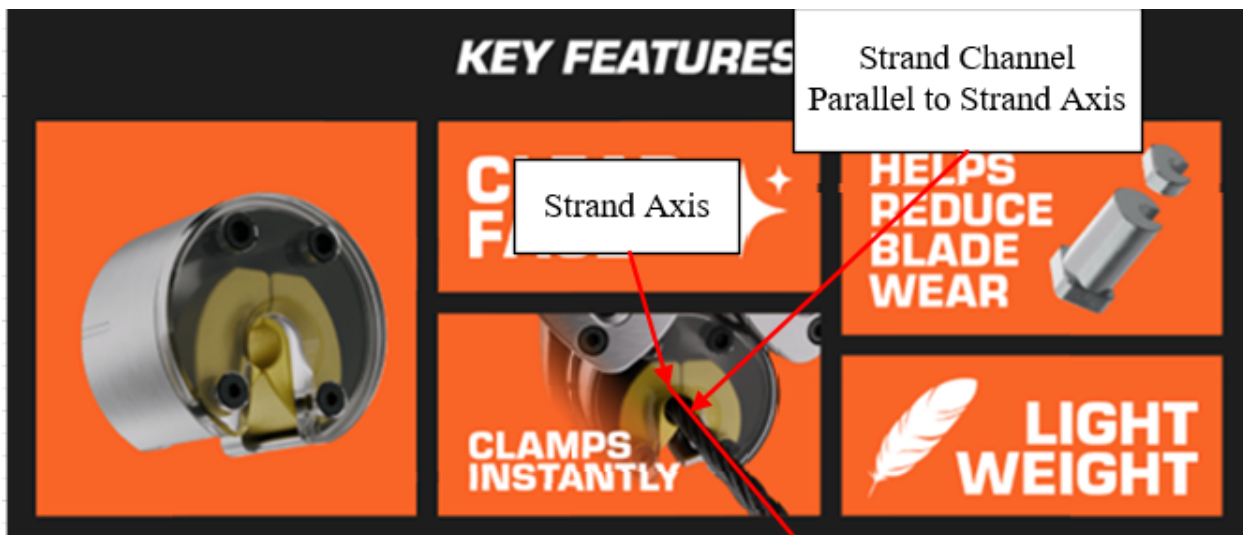 KEY FEATURES
Strand Channel
Parallel to Strand Axis
Strand Axis
HELPS
REDUCE
BLADE
WEAR
CLAMPS
INSTANTLY
LIGHT
WEIGHT